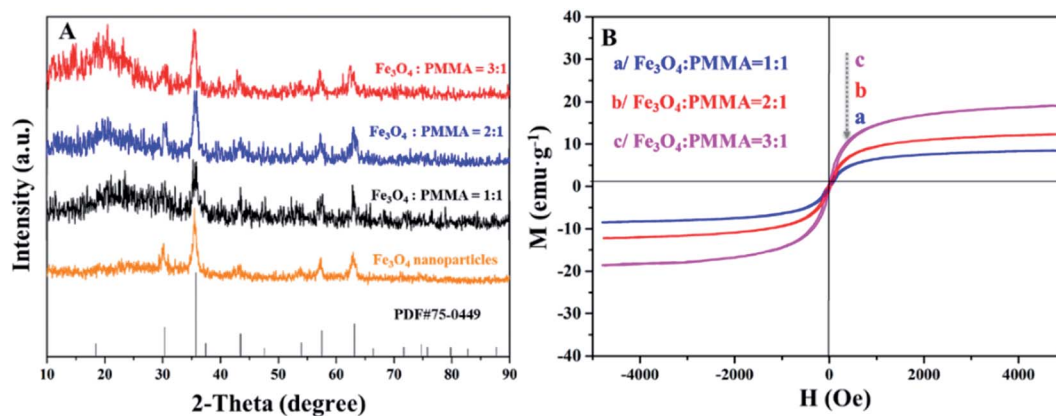 A
Fe₃O₄ : PMMA = 3:1
Fe₃O₄ : PMMA = 2:1
Fe₃O₄ : PMMA = 1:1
Fe₃O₄ nanoparticles
PDF#75-0449
Intensity (a.u.)
10 20 30 40 50 60 70 80 90
2-Theta (degree)
B
a/ Fe₃O₄:PMMA=1:1
b/ Fe₃O₄:PMMA=2:1
c/ Fe₃O₄:PMMA=3:1
c
b
a
M (emu·g⁻¹)
40
30
20
10
0
-10
-20
-30
-40
-4000 -2000 0 2000 4000
H (Oe)